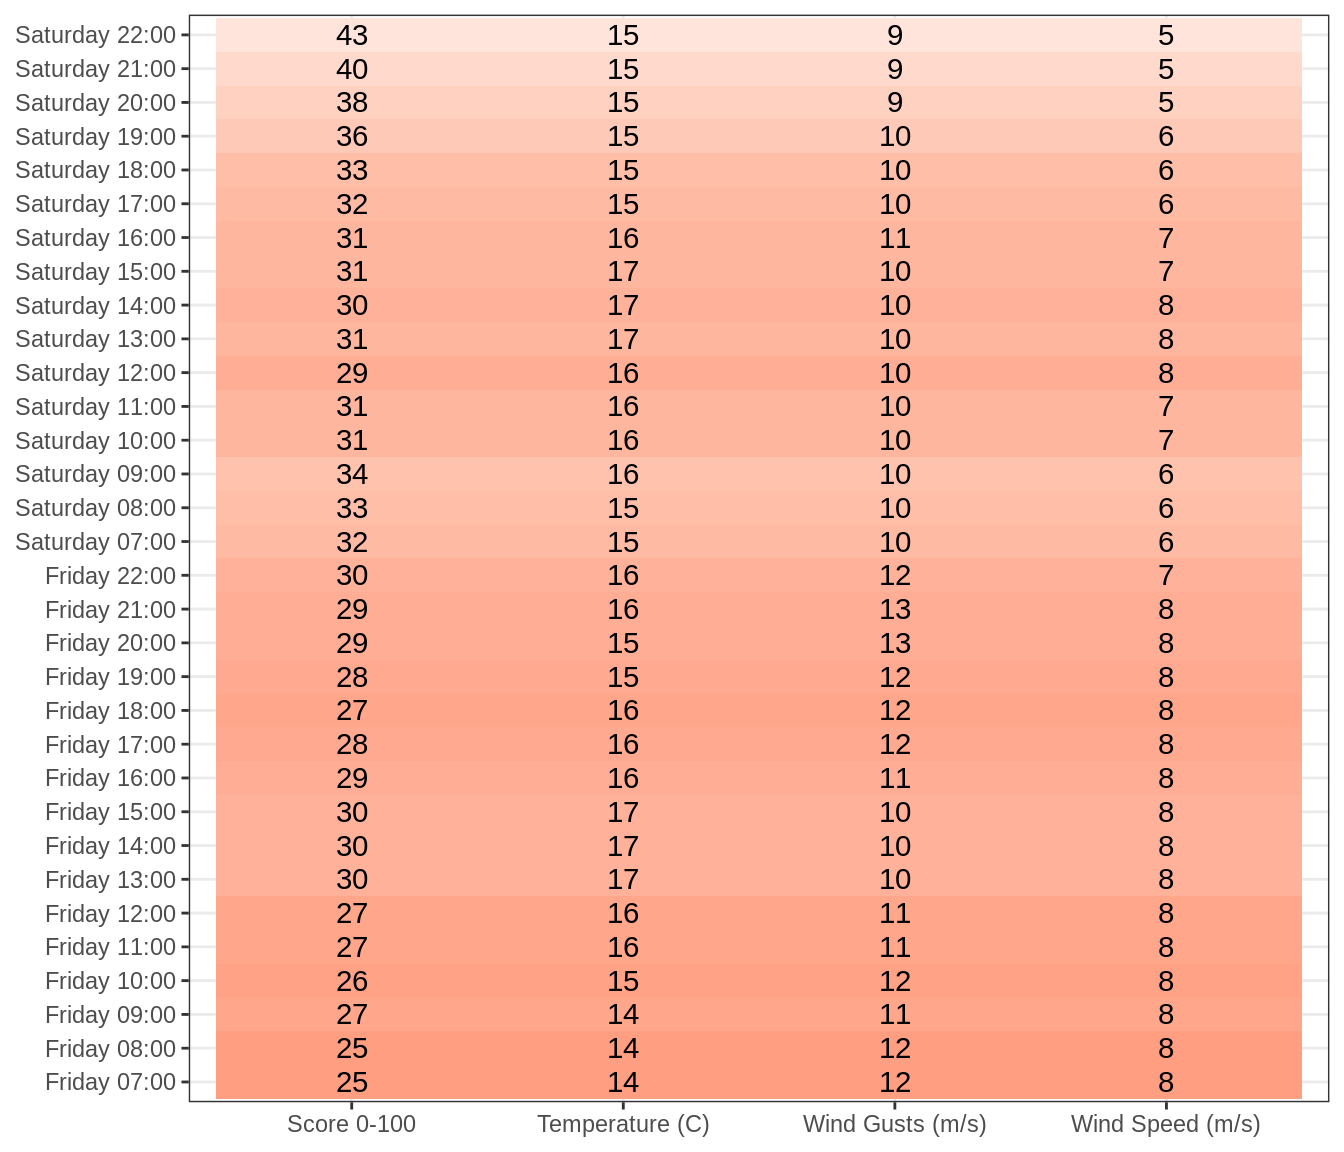 Saturday 22:00 43 15 9 5
Saturday 21:00 40 15 9 5
Saturday 20:00 38 15 9 5
Saturday 19:00 36 15 10 6
Saturday 18:00 33 15 10 6
Saturday 17:00 32 15 10 6
Saturday 16:00 31 16 11 7
Saturday 15:00 31 17 10 7
Saturday 14:00 30 17 10 8
Saturday 13:00 31 17 10 8
Saturday 12:00 29 16 10 8
Saturday 11:00 31 16 10 7
Saturday 10:00 31 16 10 7
Saturday 09:00 34 16 10 6
Saturday 08:00 33 15 10 6
Saturday 07:00 32 15 10 6
Friday 22:00 30 16 12 7
Friday 21:00 29 16 13 8
Friday 20:00 29 15 13 8
Friday 19:00 28 15 12 8
Friday 18:00 27 16 12 8
Friday 17:00 28 16 12 8
Friday 16:00 29 16 11 8
Friday 15:00 30 17 10 8
Friday 14:00 30 17 10 8
Friday 13:00 30 17 10 8
Friday 12:00 27 16 11 8
Friday 11:00 27 16 11 8
Friday 10:00 26 15 12 8
Friday 09:00 27 14 11 8
Friday 08:00 25 14 12 8
Friday 07:00 25 14 12 8
Score 0-100 Temperature (C) Wind Gusts (m/s) Wind Speed (m/s)